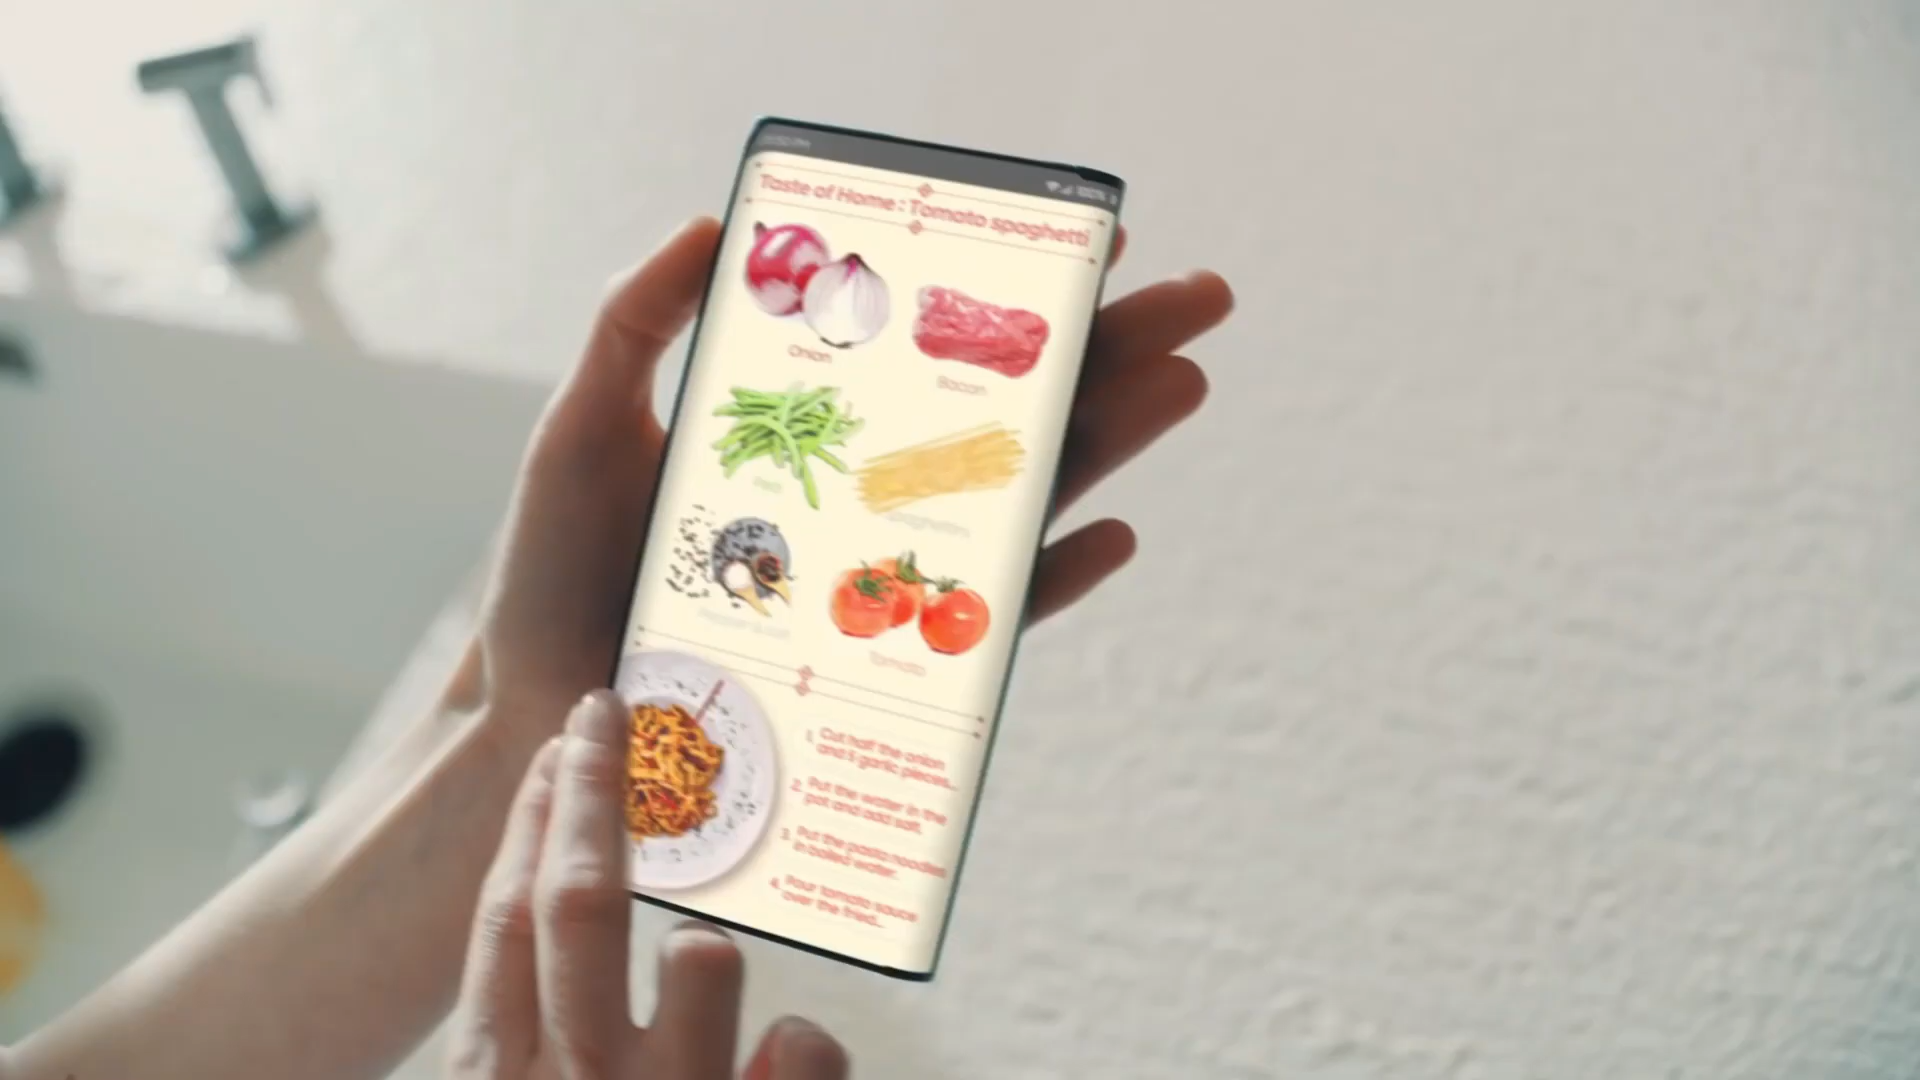 Taste of Home : Tomato spaghetti
Onion
Bacon
Tomato
1. Cut half the onion
and 5 garlic pieces...
2. Put the water in the
pot and add salt.
3. Put the pasta noodles
in boiled water.
4. Pour tomato sauce
over the fried...